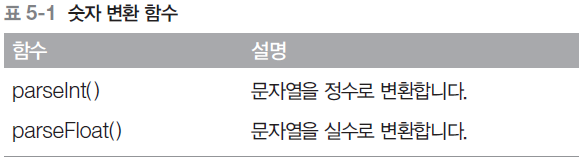 표 5-1 숫자 변환 함수
함수 설명
parseInt() 문자열을 정수로 변환합니다.
parseFloat() 문자열을 실수로 변환합니다.